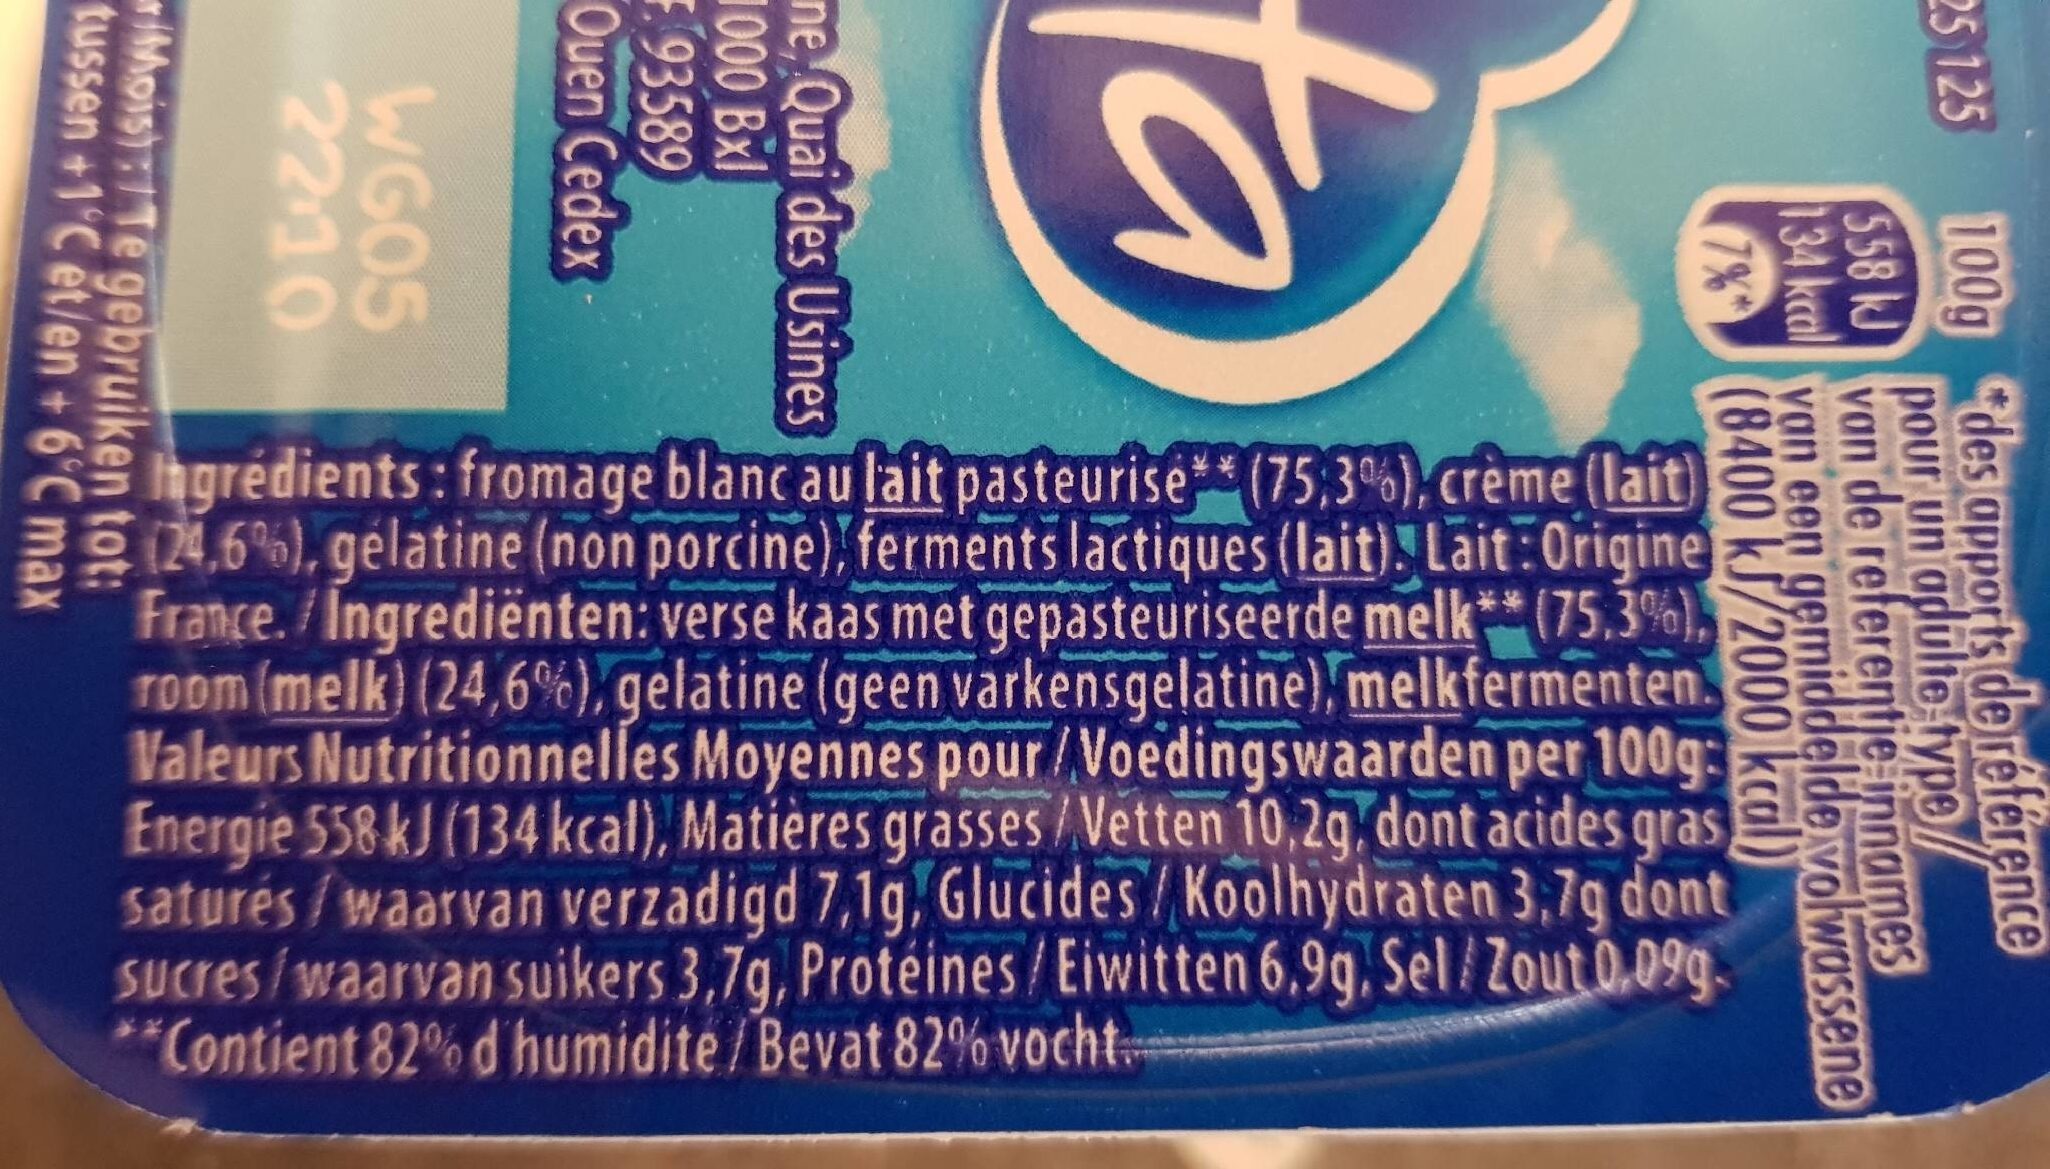 Ingrédients : fromage blanc au lait pasteurisé** (75,3%), crème (lait)
(24,6%), gélatine (non porcine), ferments lactiques (lait). Lait : Origine
France. / Ingrediënten: verse kaas met gepasteuriseerde melk** (75,3%),
room (melk) (24,6%), gelatine (geen varkensgelatine), melkfermenten.
Valeurs Nutritionnelles Moyennes pour / Voedingswaarden per 100g:
Energie 558 kJ (134 kcal), Matières grasses / Vetten 10,2g, dont acides gras
saturés / waarvan verzadigd 7,1g, Glucides / Koolhydraten 3,7g dont
sucres / waarvan suikers 3,7g, Protéines / Eiwitten 6,9g, Sel / Zout 0,09g.
**Contient 82% d'humidité / Bevat 82% vocht.
100g
558 kJ
134 kcal
7%*
*des apports de référence
pour un adulte-type /
van de referentie-innames
van een gemiddelde volwassene
(8400 kJ/2000 kcal)
25 125
Quai des Usines
1000 Bxl
93589
Ouen Cedex
WG05
22 10
Mois) : / Te gebruiken tot:
tussen +1°C et/en + 6°C max